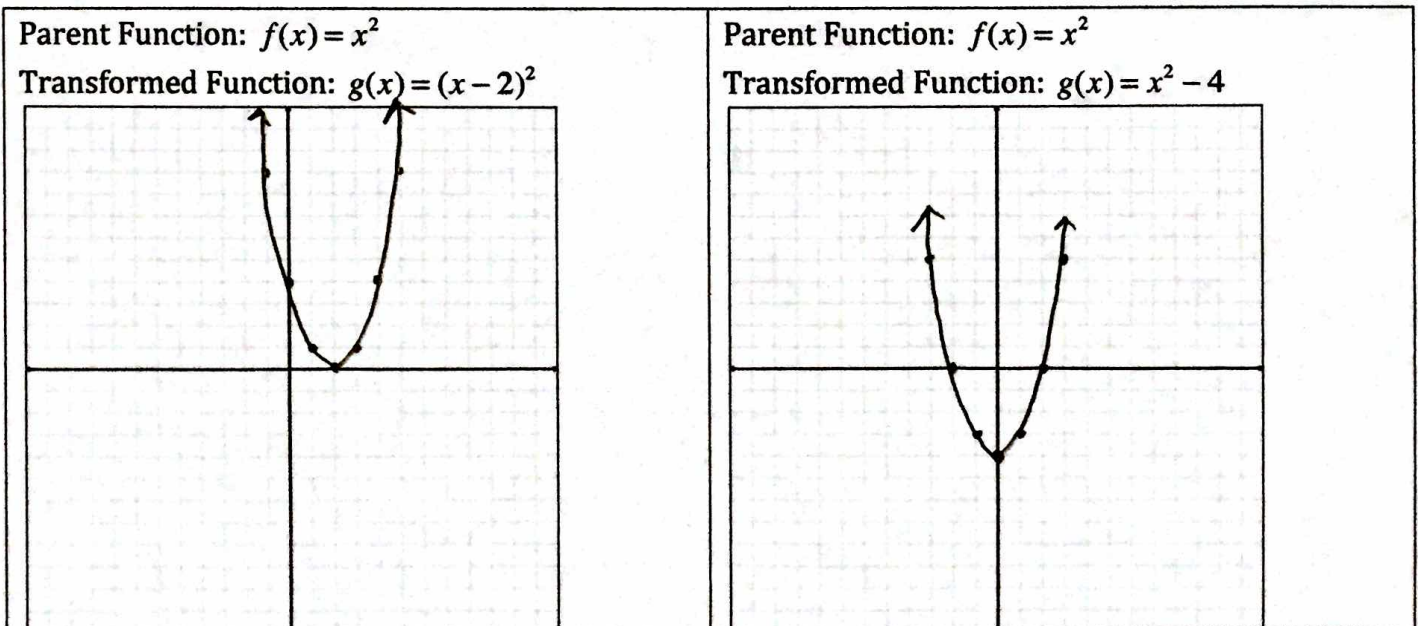 Parent Function: f(x) = x²
Transformed Function: g(x) = (x – 2)²
Parent Function: f(x) = x²
Transformed Function: g(x) = x² – 4